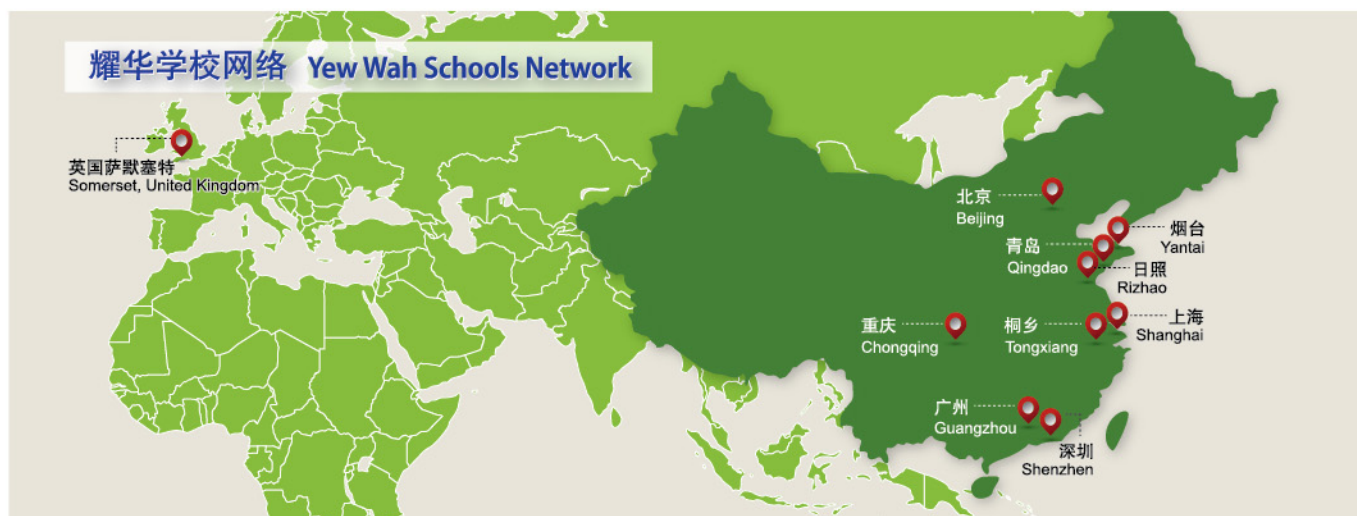 耀华学校网络 Yew Wah Schools Network
英国萨默塞特
Somerset, United Kingdom
北京
Beijing
烟台
Yantai
青岛
Qingdao
日照
Rizhao
重庆
Chongqing
桐乡
Tongxiang
上海
Shanghai
广州
Guangzhou
深圳
Shenzhen